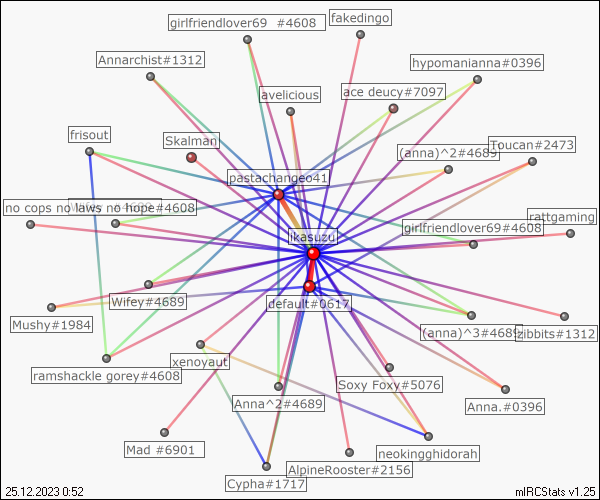 girlfriendlover69 #4608
fakedingo
Annarchist#1312
hypomanianna#0396
avelicious
ace deucy#7097
frisout
Skalman
Toucan#2473
(anna)^2#4689
pastachangeo41
no cops no laws no hope#4608
rattgaming
girlfriendlover69#4608
ikasuzu
Wifey#4689
default#0617
Mushy#1984
(anna)^3#4689
zibbits#1312
xenoyaut
ramshackle gorey#4608
Soxy Foxy#5076
Anna^2#4689
Anna.#0396
Mad #6901
neokingghidorah
AlpineRooster#2156
Cypha#1717
25.12.2023 0:52
mIRCStats v1.25